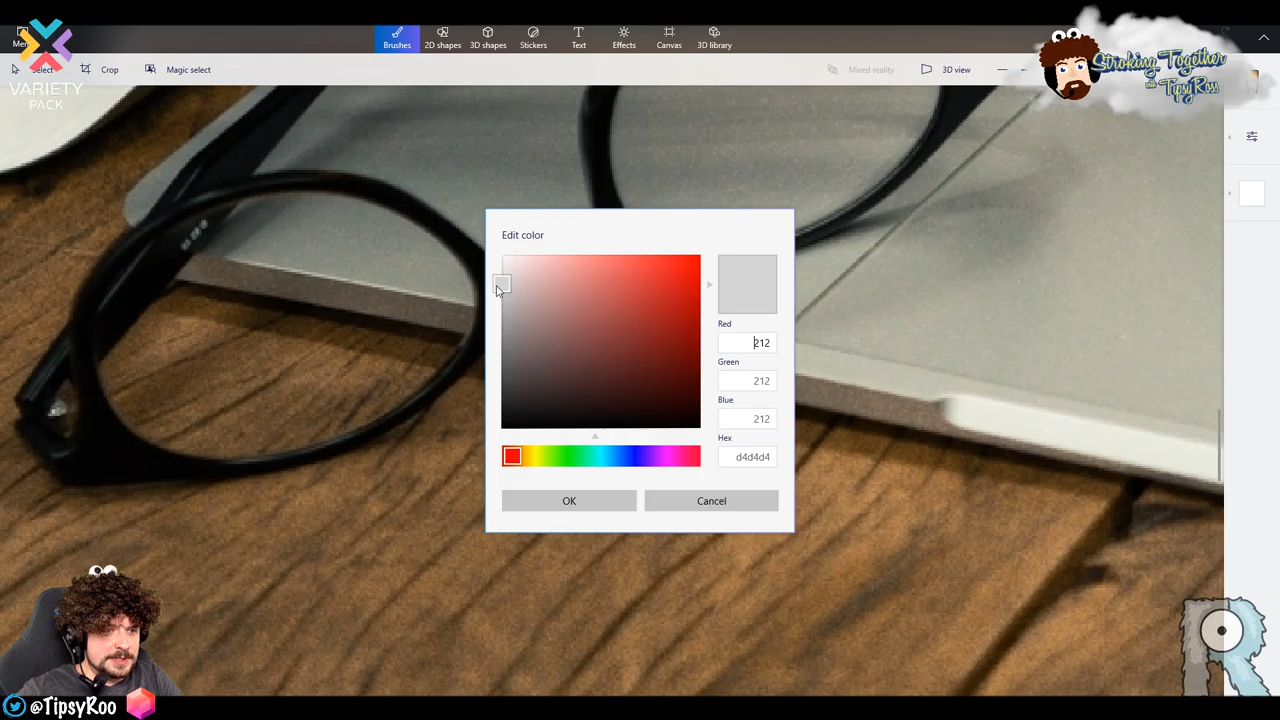 Brushes
2D shapes
3D shapes
Stickers
Text
Effects
Canvas
3D library
Select
Crop
Magic select
Mixed reality
3D view
VARIETY
PACK
Stroking Together
with TipsyRoss
Edit color
Red
212
Green
212
Blue
212
Hex
d4d4d4
OK
Cancel
@TipsyRoo